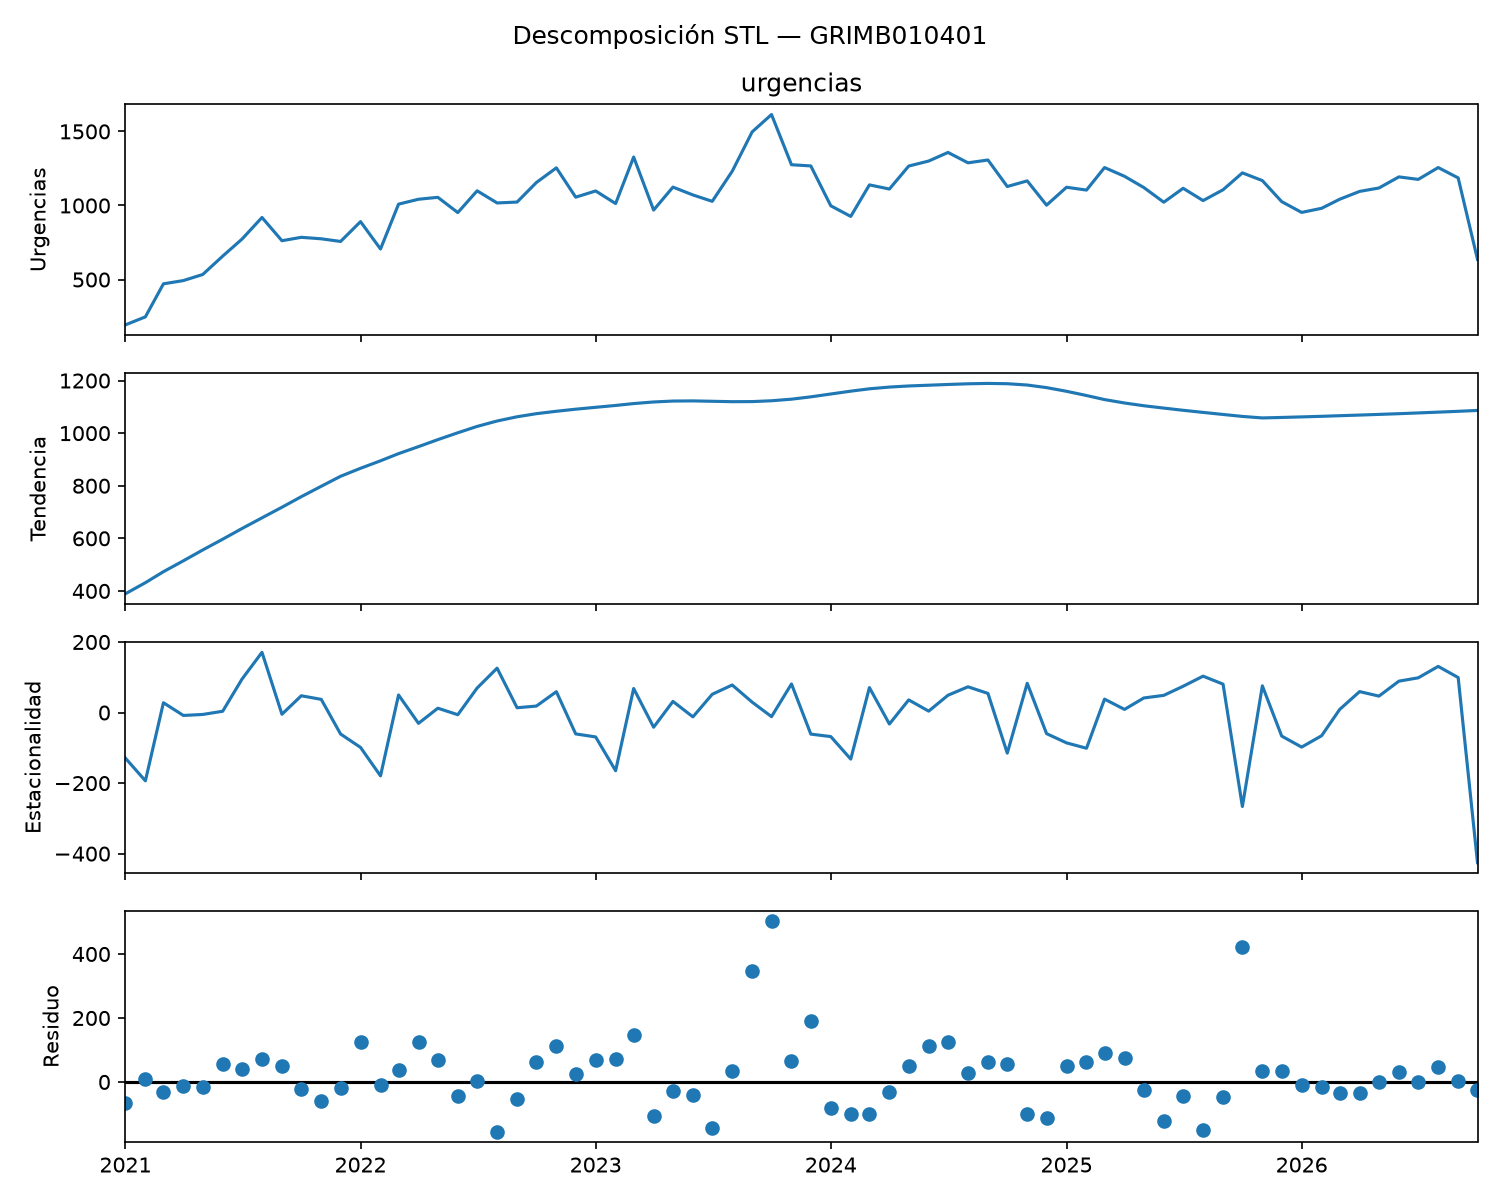 Descomposición STL — GRIMB010401
urgencias
Urgencias
1500
1000
500
Tendencia
1200
1000
800
600
400
Estacionalidad
200
0
−200
−400
Residuo
400
200
0
2021 2022 2023 2024 2025 2026